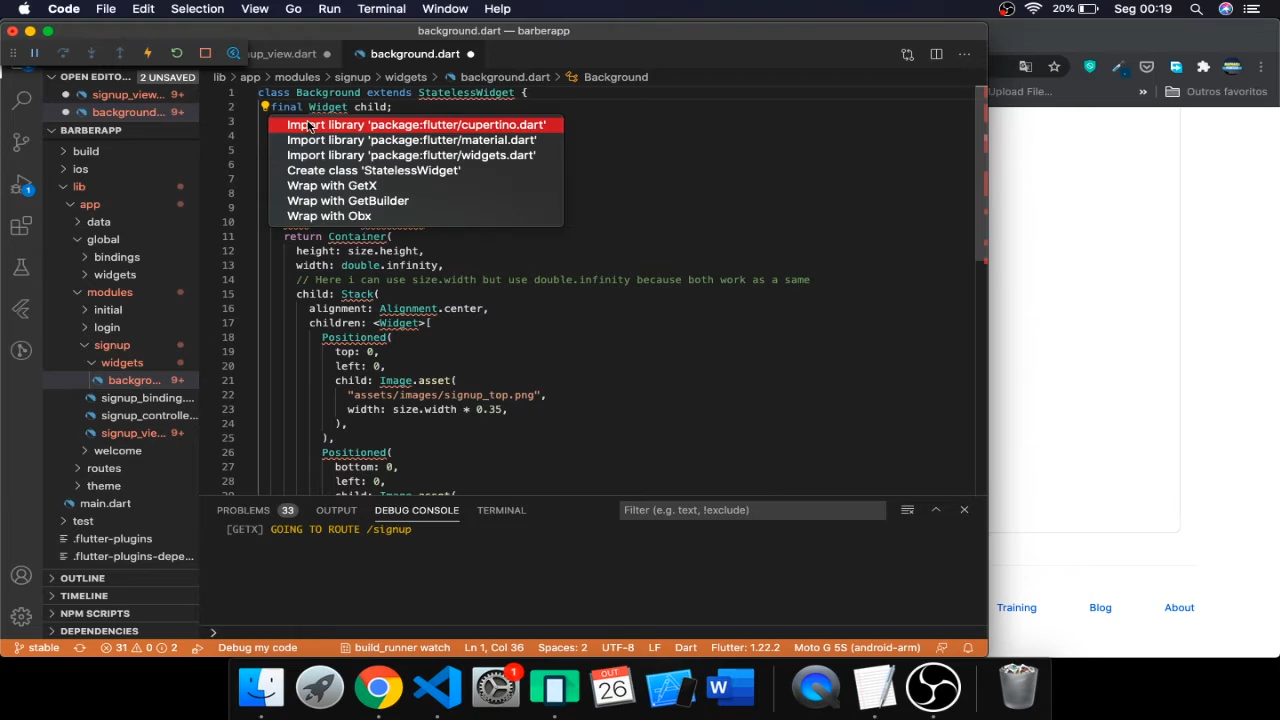 Code File Edit Selection View Go Run Terminal Window Help 20% Seg 00:19
background.dart — barberapp
nup_view.dart background.dart
lib › app › modules › signup › widgets › background.dart › Background
Upload File... » Outros favoritos
OPEN EDITO... 2 UNSAVED
signup_view... 9+
backgroun... 9+
BARBERAPP
build
ios
lib
app
data
global
bindings
widgets
modules
initial
login
signup
widgets
backgro... 9+
signup_binding....
signup_controlle...
signup_vie... 9+
welcome
routes
theme
main.dart
test
.flutter-plugins
.flutter-plugins-depe...
OUTLINE
TIMELINE
NPM SCRIPTS
DEPENDENCIES
1 class Background extends StatelessWidget {
2 final Widget child;
3
4
5
6
7
8
9
10
Import library 'package:flutter/cupertino.dart'
Import library 'package:flutter/material.dart'
Import library 'package:flutter/widgets.dart'
Create class 'StatelessWidget'
Wrap with GetX
Wrap with GetBuilder
Wrap with Obx
11 return Container(
12 height: size.height,
13 width: double.infinity,
14 // Here i can use size.width but use double.infinity because both work as a same
15 child: Stack(
16 alignment: Alignment.center,
17 children: <Widget>[
18 Positioned(
19 top: 0,
20 left: 0,
21 child: Image.asset(
22 "assets/images/signup_top.png",
23 width: size.width * 0.35,
24 ),
25 ),
26 Positioned(
27 bottom: 0,
28 left: 0,
29 child: Image.asset(
PROBLEMS 33 OUTPUT DEBUG CONSOLE TERMINAL Filter (e.g. text, !exclude)
[GETX] GOING TO ROUTE /signup
Training Blog About
stable 31 0 2 Debug my code build_runner watch Ln 1, Col 36 Spaces: 2 UTF-8 LF Dart Flutter: 1.22.2 Moto G 5S (android-arm)
1
OCT
26
W